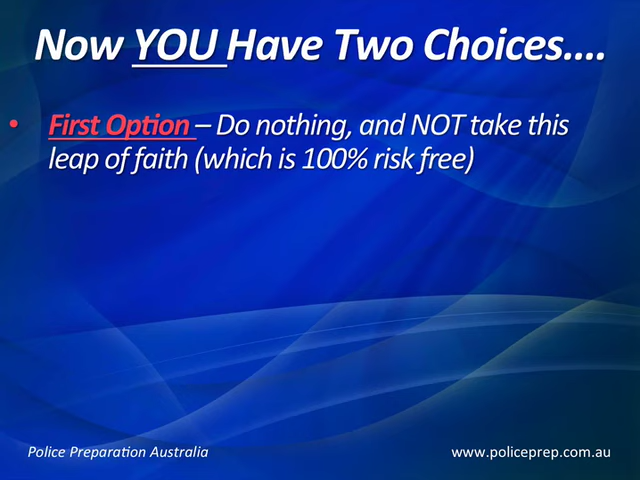 Now YOU Have Two Choices....
• First Option – Do nothing, and NOT take this
leap of faith (which is 100% risk free)
Police Preparation Australia
www.policeprep.com.au